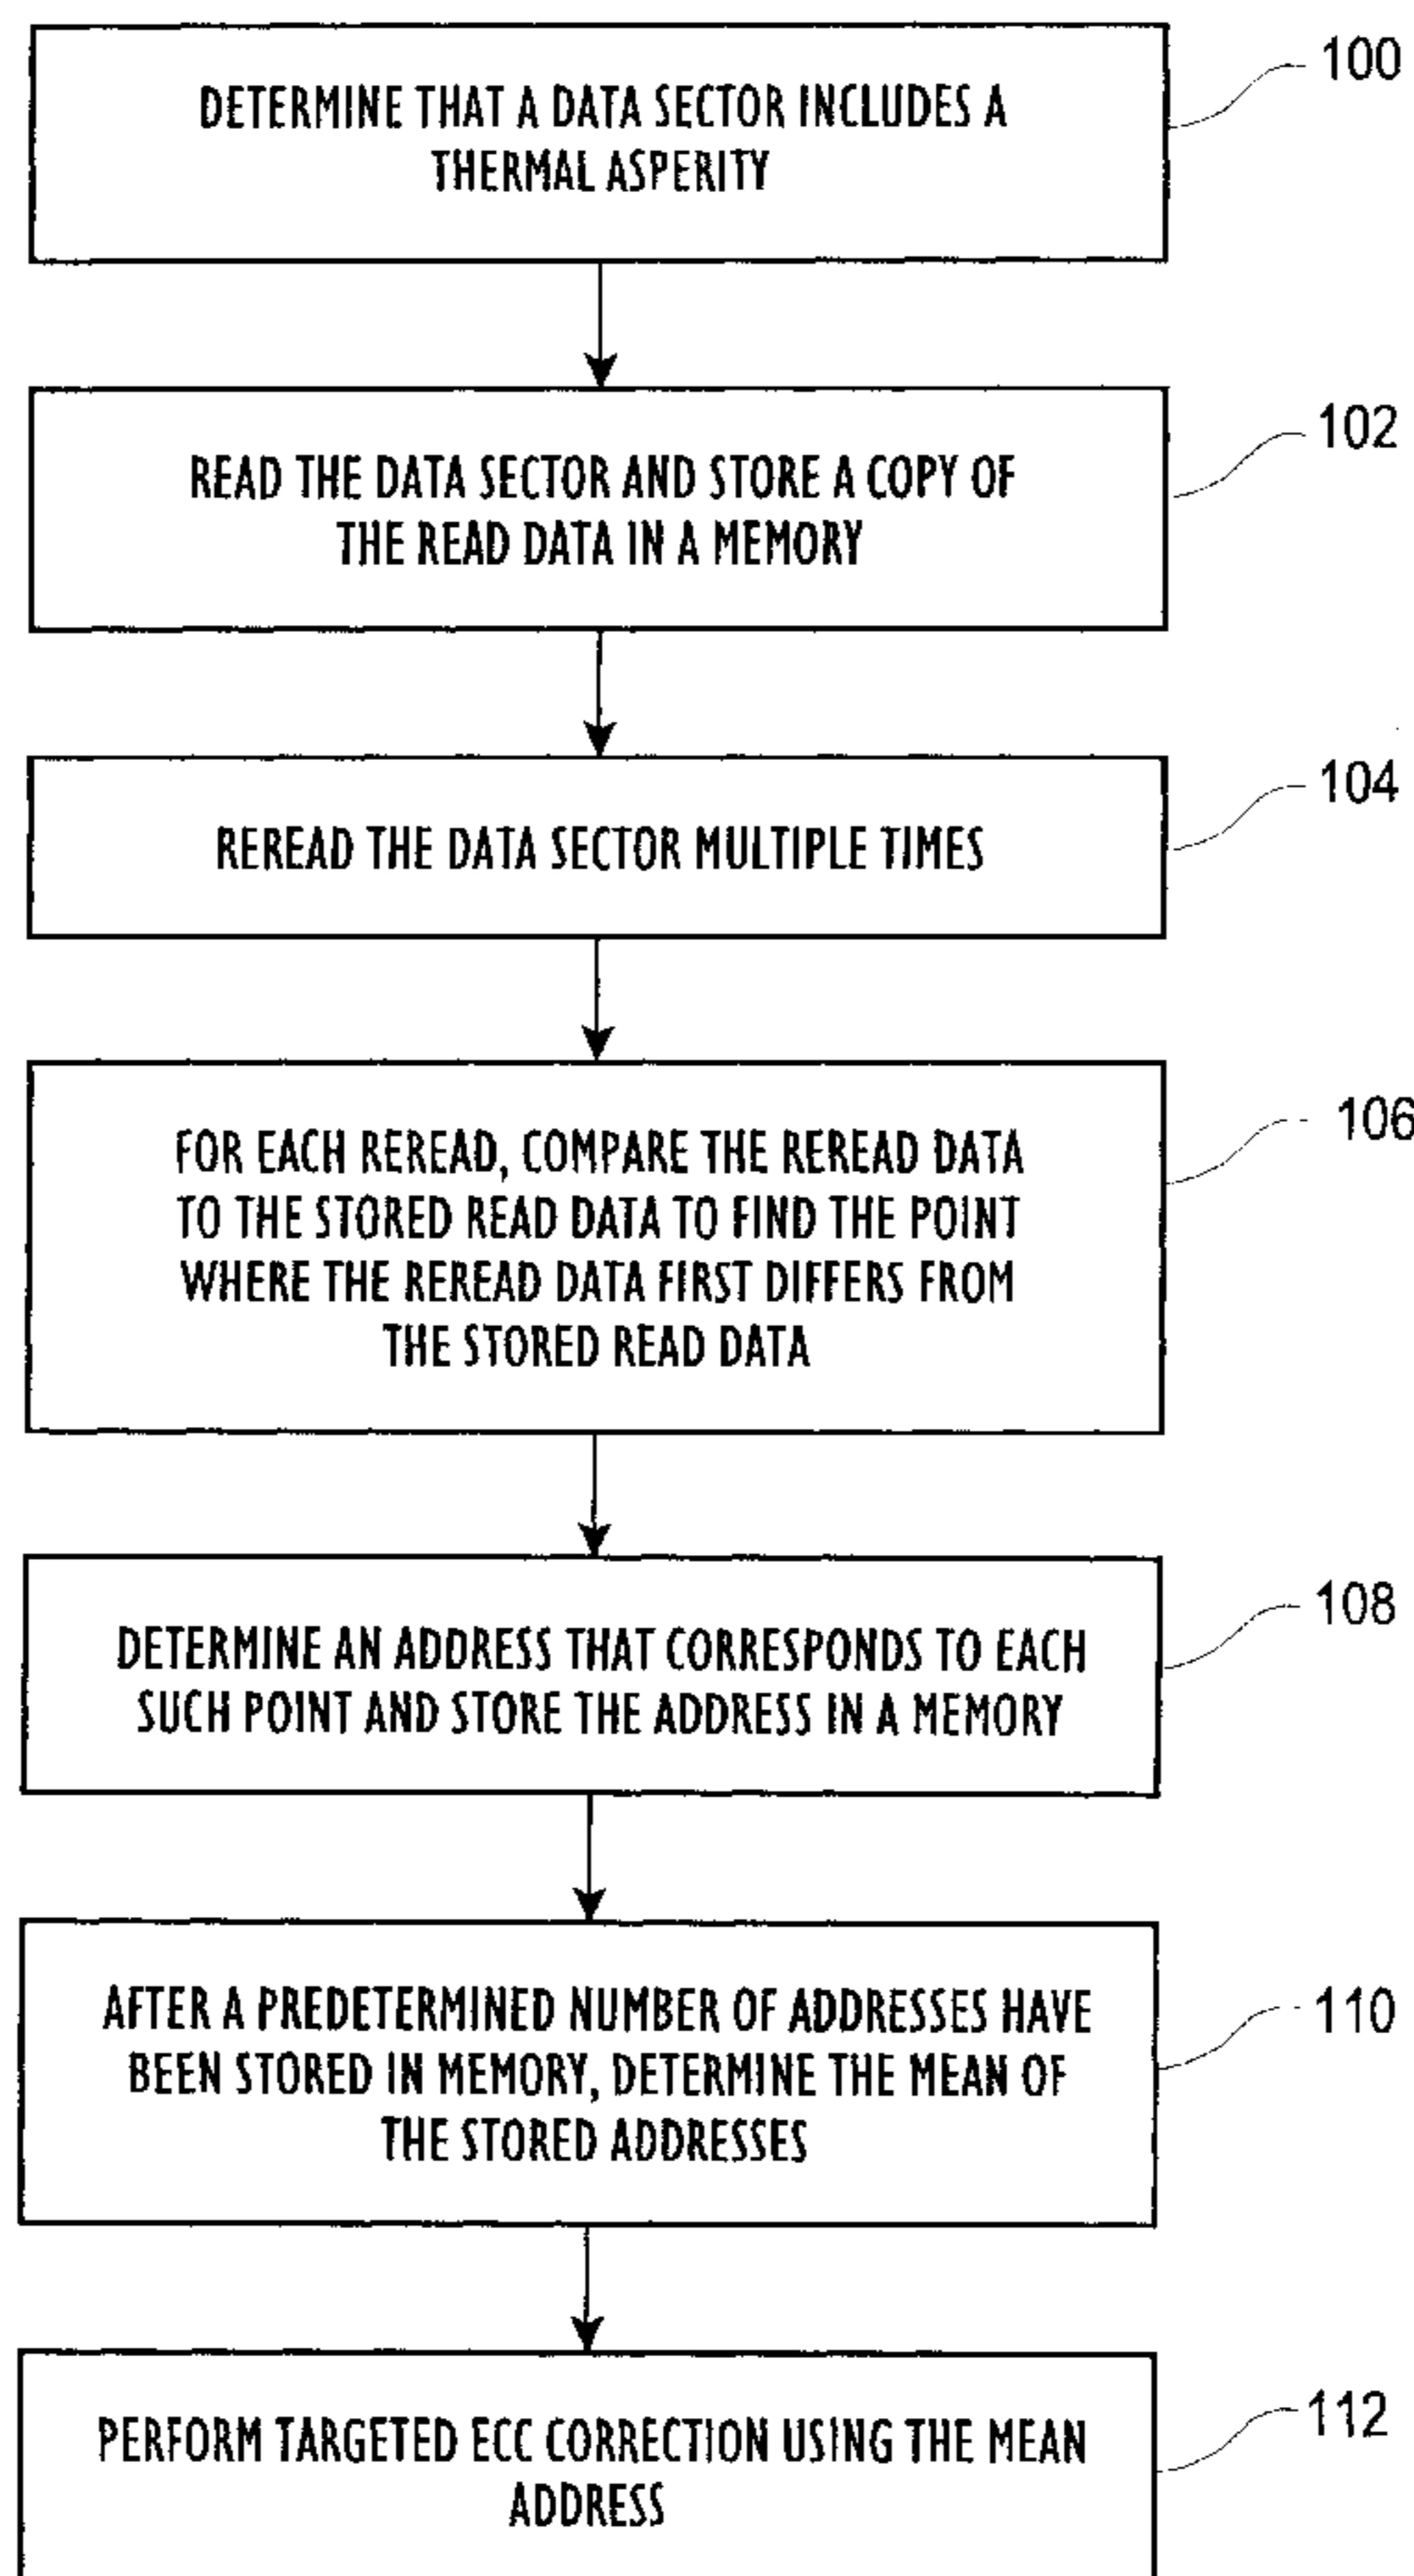 100
DETERMINE THAT A DATA SECTOR INCLUDES A
THERMAL ASPERITY
102
READ THE DATA SECTOR AND STORE A COPY OF
THE READ DATA IN A MEMORY
104
REREAD THE DATA SECTOR MULTIPLE TIMES
106
FOR EACH REREAD, COMPARE THE REREAD DATA
TO THE STORED READ DATA TO FIND THE POINT
WHERE THE REREAD DATA FIRST DIFFERS FROM
THE STORED READ DATA
108
DETERMINE AN ADDRESS THAT CORRESPONDS TO EACH
SUCH POINT AND STORE THE ADDRESS IN A MEMORY
110
AFTER A PREDETERMINED NUMBER OF ADDRESSES HAVE
BEEN STORED IN MEMORY, DETERMINE THE MEAN OF
THE STORED ADDRESSES
112
PERFORM TARGETED ECC CORRECTION USING THE MEAN
ADDRESS